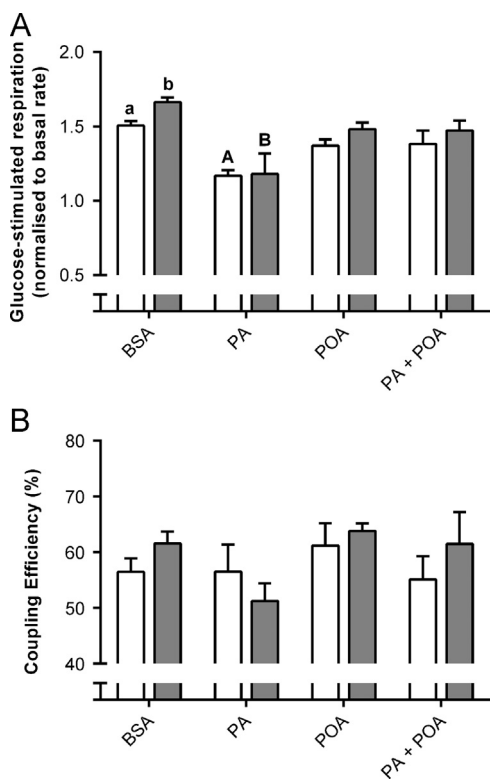 A
Glucose-stimulated respiration
(normalised to basal rate)
2.0
1.5
1.0
0.5
a
b
A
B
BSA
PA
POA
PA + POA
B
Coupling Efficiency (%)
80
70
60
50
40
BSA
PA
POA
PA + POA